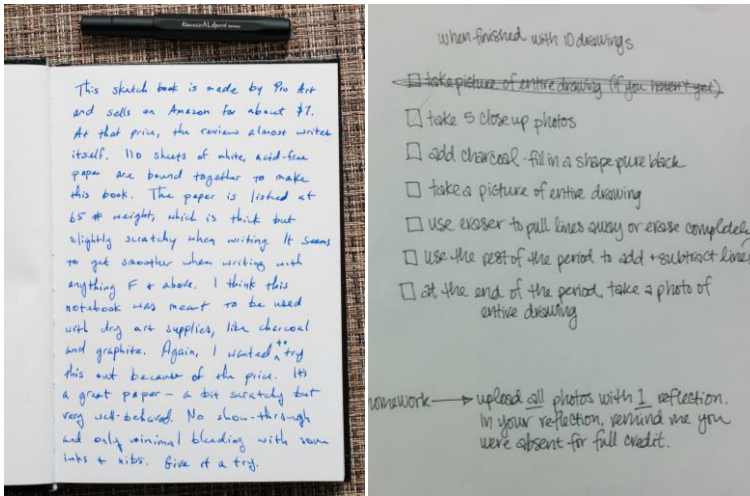 Kaweco AL Sport
This sketch book is made by Pro Art
and sells on Amazon for about $7.
At that price, the review almost writes
itself. 110 sheets of white, acid-free
paper are bound together to make
this book. The paper is listed at
65 # weight, which is thick but
slightly scratchy when writing. It seems
to get smoother when writing with
anything F + above. I think this
notebook was meant to be used
with dry art supplies, like charcoal
and graphite. Again, I wanted to try
this out because of the price. It's
a great paper – a bit scratchy but
very well-behaved. No show-through
and only minimal bleeding with some
inks + nibs. Give it a try.
when finished with 10 drawings
take picture of entire drawing (if you haven't yet)
take 5 close up photos
add charcoal - fill in a shape pure black
take a picture of entire drawing
use eraser to pull lines away or erase completely
use the rest of the period to add + subtract lines
at the end of the period, take a photo of
entire drawing
homework → upload all photos with 1 reflection.
In your reflection, remind me you
were absent for full credit.